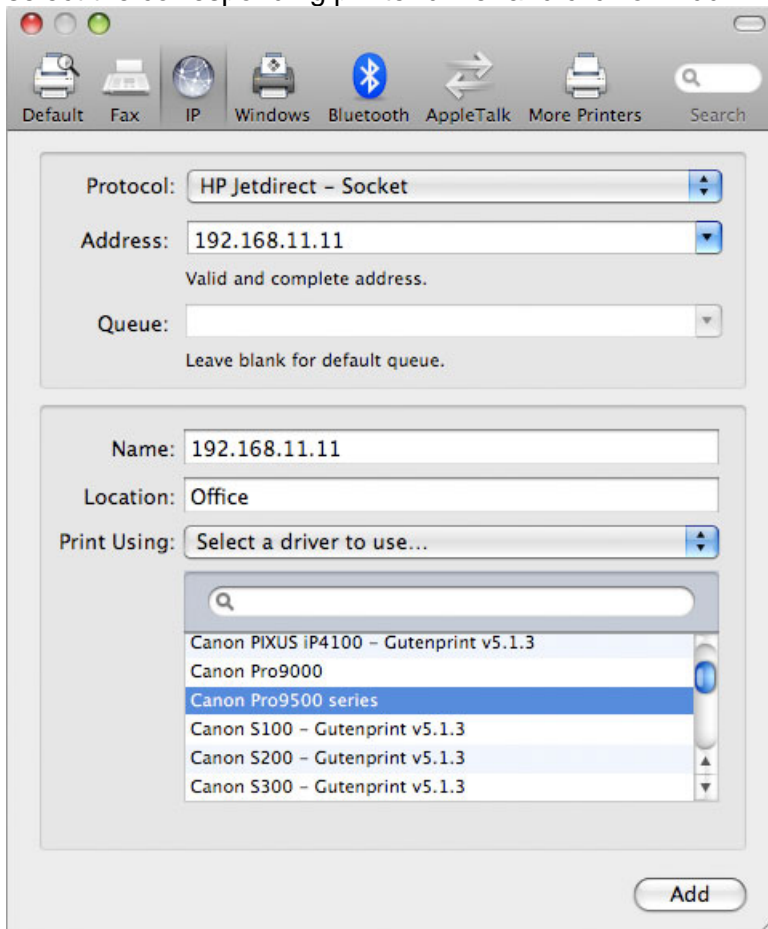 Default Fax IP Windows Bluetooth AppleTalk More Printers Search
Protocol: HP Jetdirect – Socket
Address: 192.168.11.11
Valid and complete address.
Queue:
Leave blank for default queue.
Name: 192.168.11.11
Location: Office
Print Using: Select a driver to use...
Canon PIXUS iP4100 – Gutenprint v5.1.3
Canon Pro9000
Canon Pro9500 series
Canon S100 – Gutenprint v5.1.3
Canon S200 – Gutenprint v5.1.3
Canon S300 – Gutenprint v5.1.3
Add